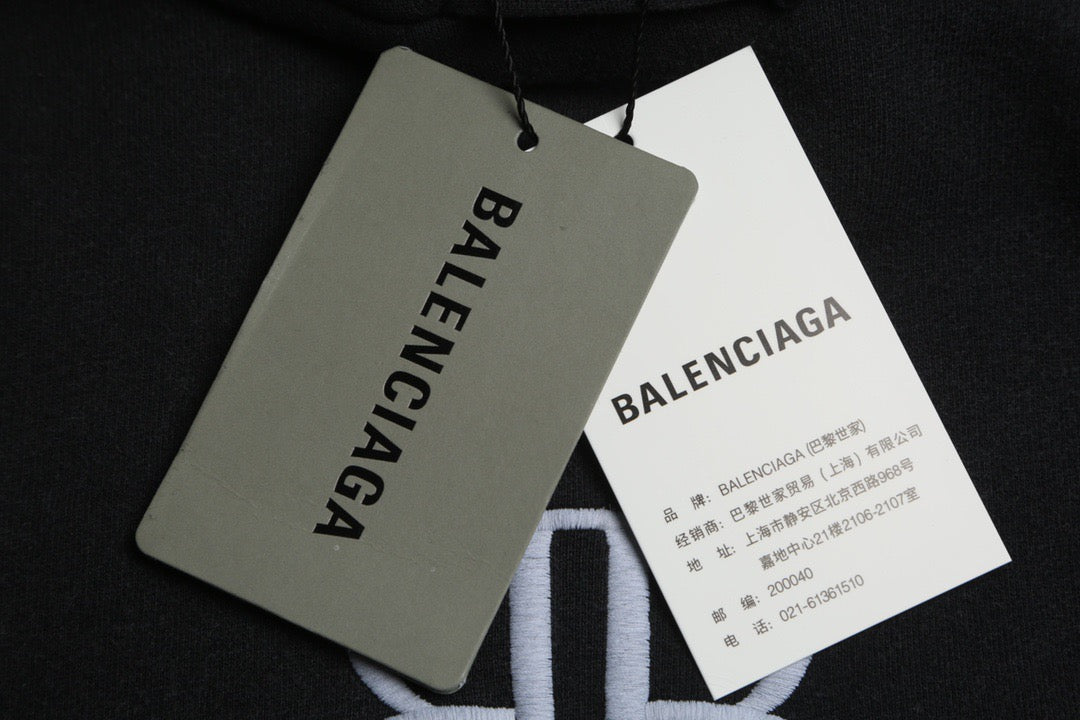 BALENCIAGA
BALENCIAGA
品 牌: BALENCIAGA (巴黎世家)
经销商: 巴黎世家贸易（上海）有限公司
地 址: 上海市静安区北京西路968号
嘉地中心21楼2106-2107室
邮 编: 200040
电 话: 021-61361510